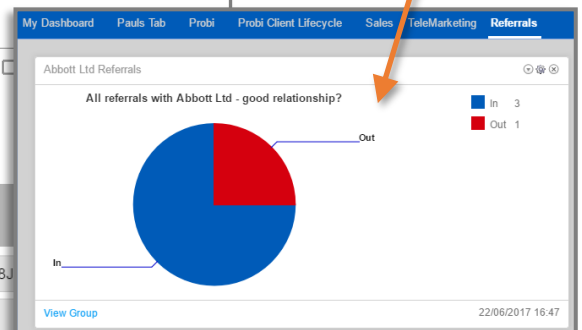 My Dashboard Pauls Tab Probi Probi Client Lifecycle Sales TeleMarketing Referrals
Abbott Ltd Referrals
All referrals with Abbott Ltd - good relationship?
In 3
Out 1
Out
In
8J
View Group 22/06/2017 16:47